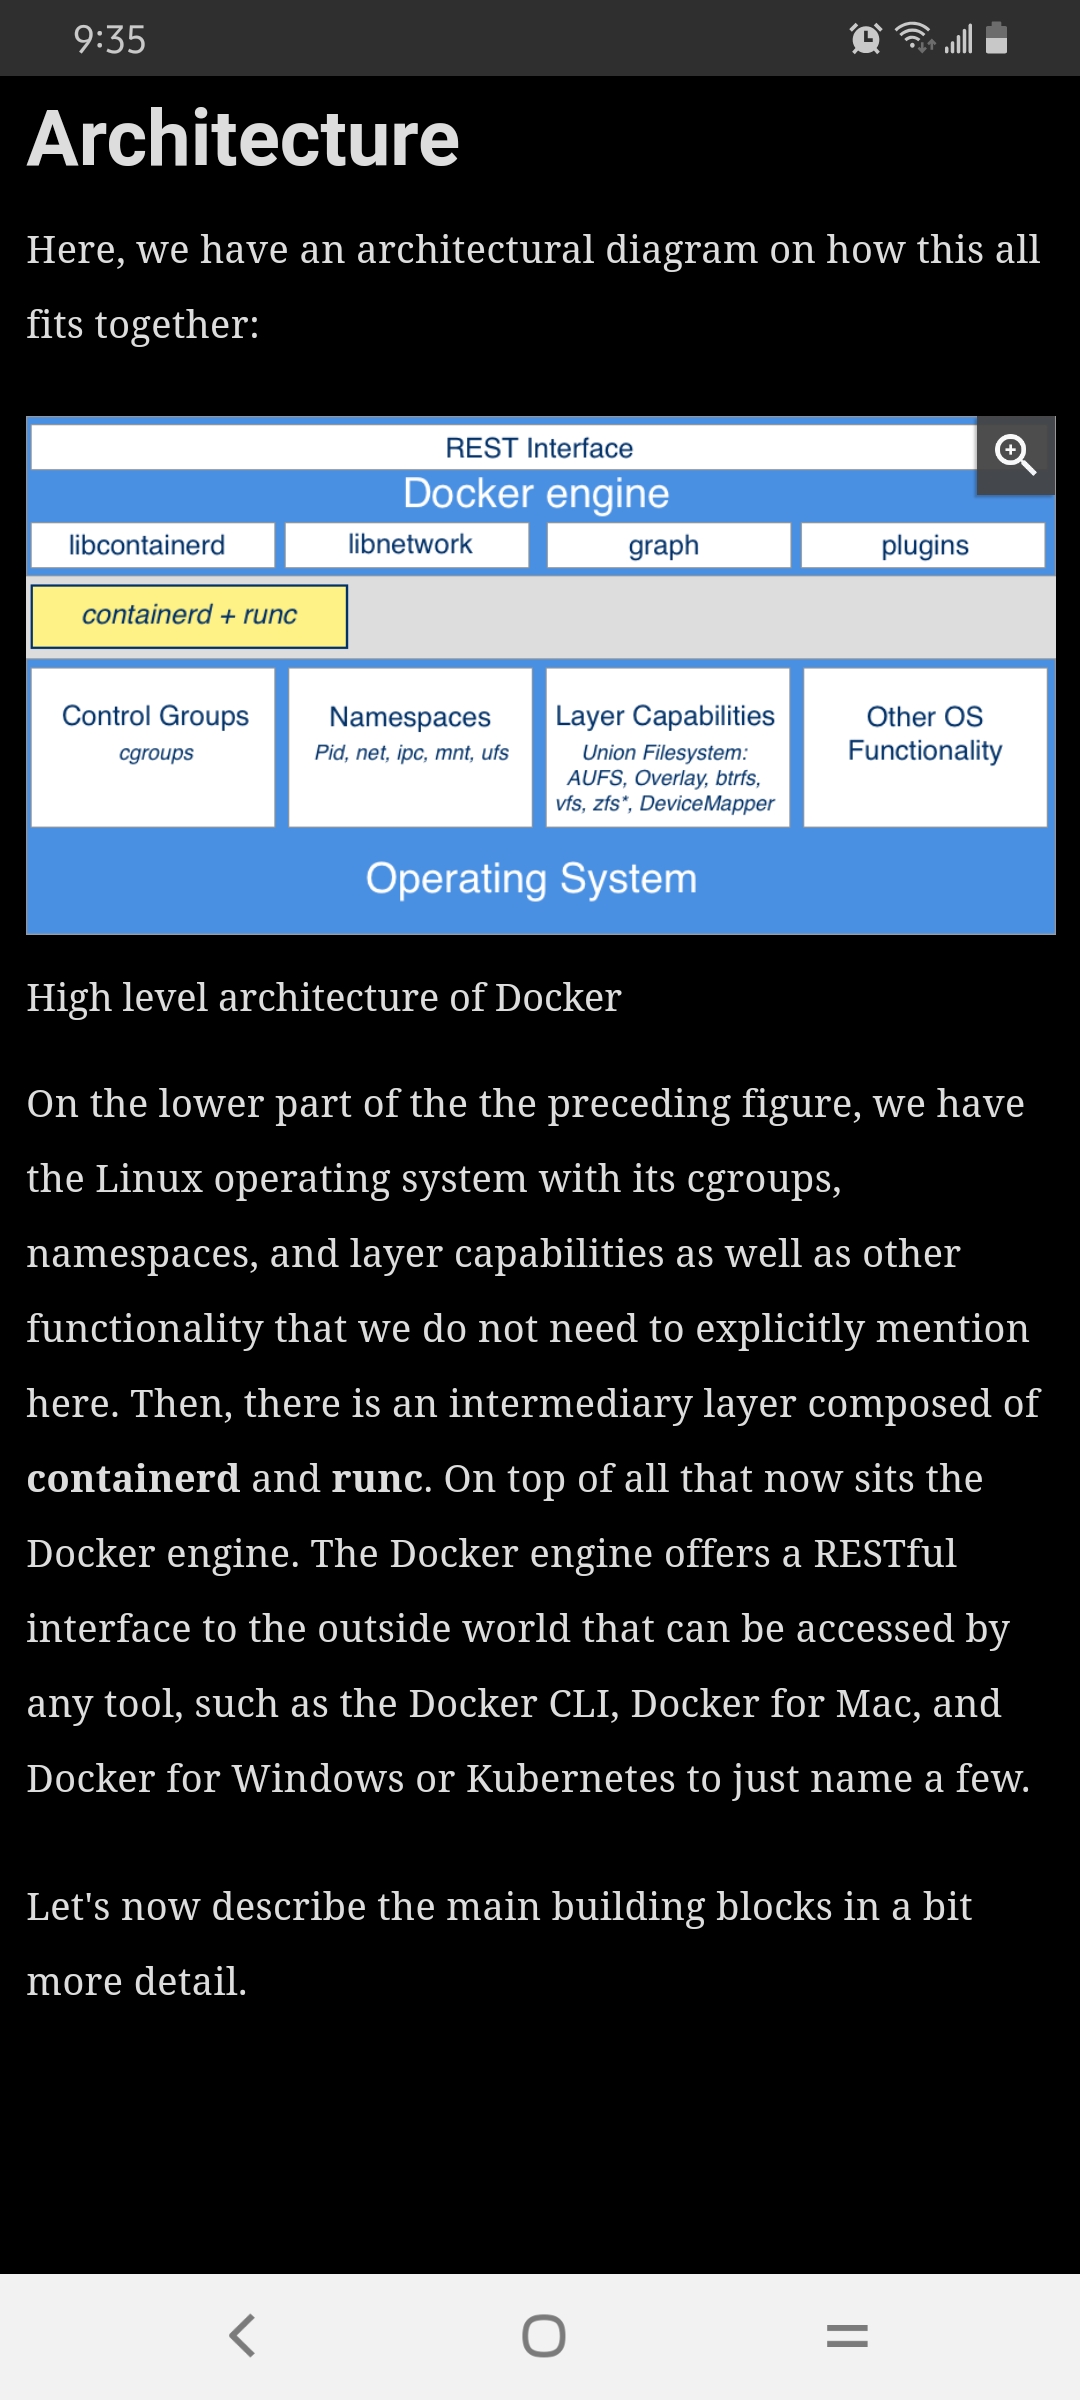 9:35
Architecture
Here, we have an architectural diagram on how this all
fits together:
REST Interface
Docker engine
libcontainerd
libnetwork
graph
plugins
containerd + runc
Control Groups
cgroups
Namespaces
Pid, net, ipc, mnt, ufs
Layer Capabilities
Union Filesystem:
AUFS, Overlay, btrfs,
vfs, zfs*, DeviceMapper
Other OS
Functionality
Operating System
High level architecture of Docker
On the lower part of the the preceding figure, we have
the Linux operating system with its cgroups,
namespaces, and layer capabilities as well as other
functionality that we do not need to explicitly mention
here. Then, there is an intermediary layer composed of
containerd and runc. On top of all that now sits the
Docker engine. The Docker engine offers a RESTful
interface to the outside world that can be accessed by
any tool, such as the Docker CLI, Docker for Mac, and
Docker for Windows or Kubernetes to just name a few.
Let's now describe the main building blocks in a bit
more detail.